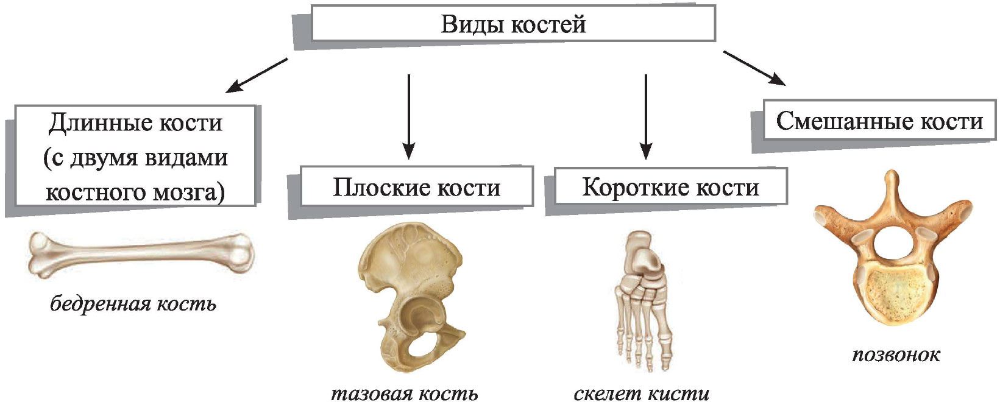 Виды костей
Длинные кости
(с двумя видами
костного мозга)
Плоские кости
Короткие кости
Смешанные кости
бедренная кость
тазовая кость
скелет кисти
позвонок